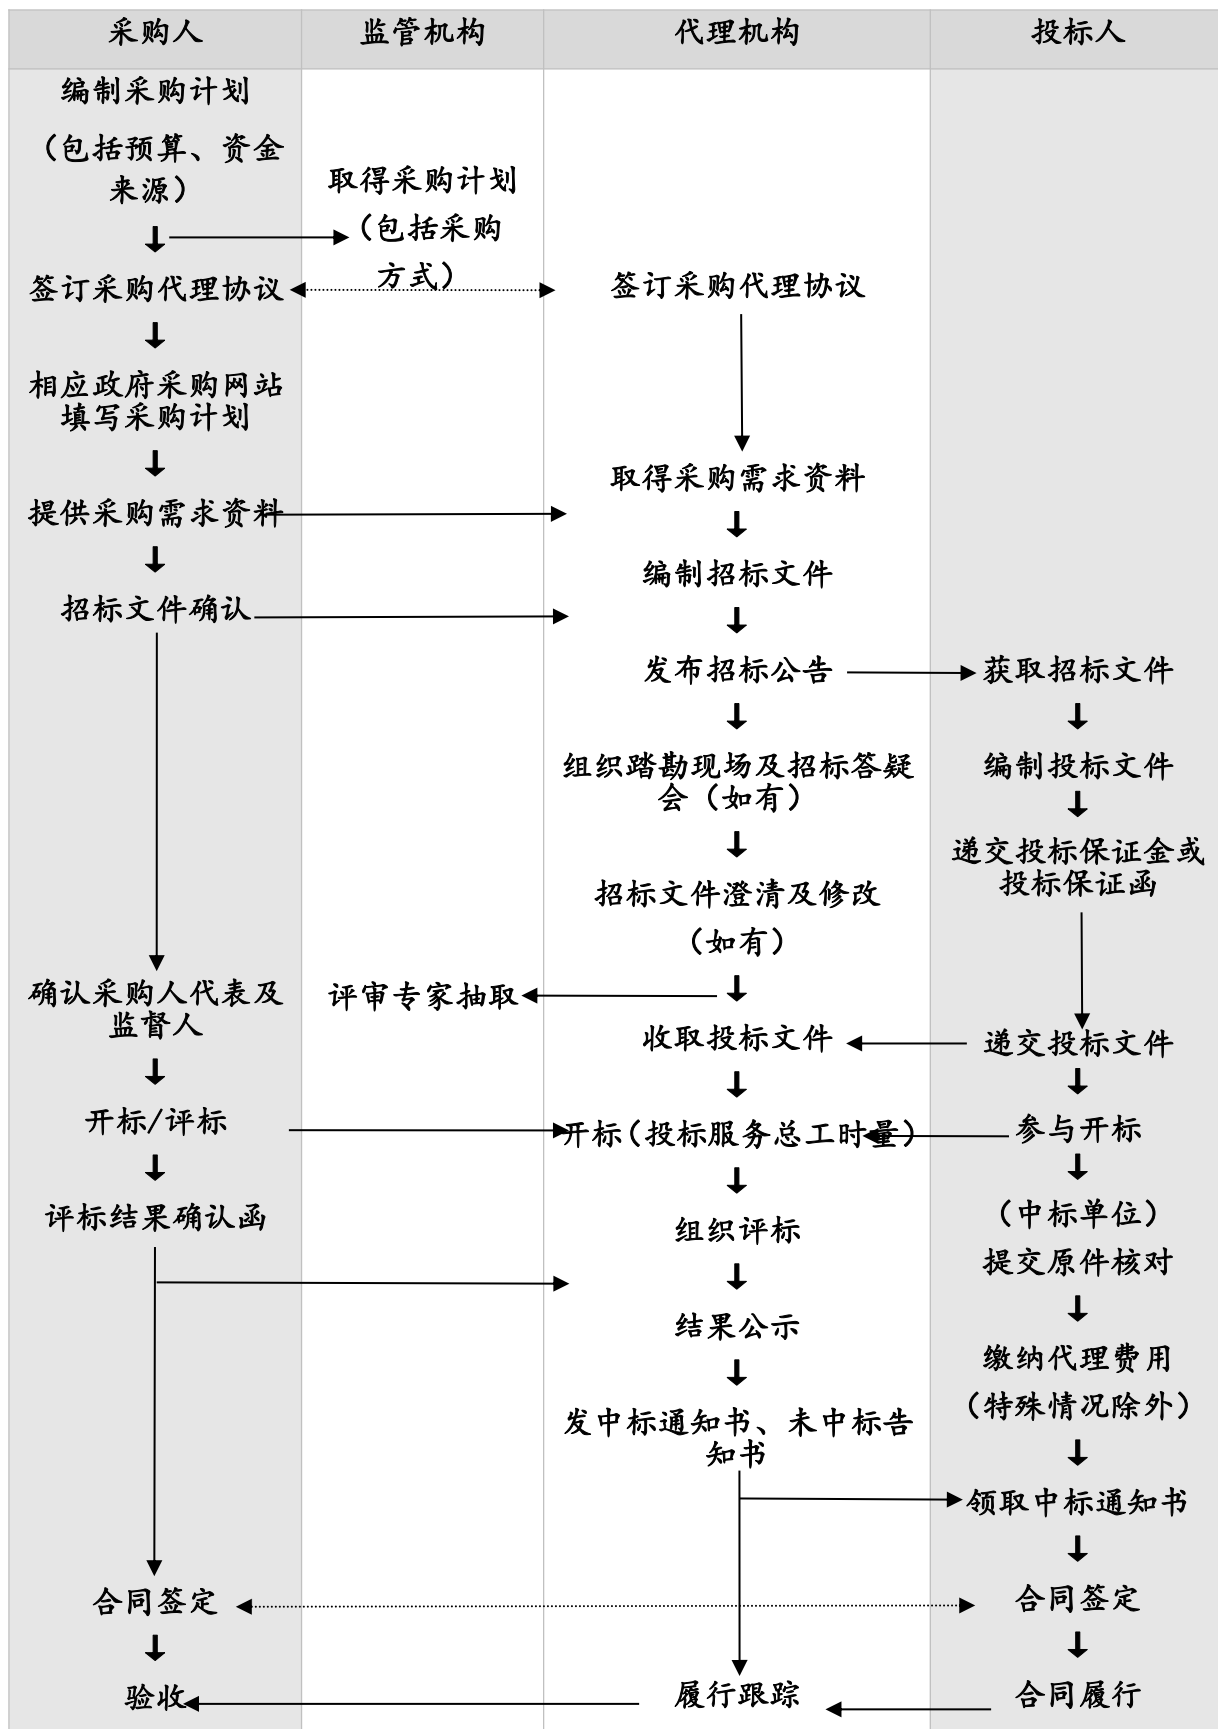 采购人
监管机构
代理机构
投标人
编制采购计划
（包括预算、资金
来源）
签订采购代理协议
相应政府采购网站
填写采购计划
提供采购需求资料
招标文件确认
确认采购人代表及
监督人
开标/评标
评标结果确认函
合同签定
验收
取得采购计划
（包括采购
方式）
评审专家抽取
签订采购代理协议
取得采购需求资料
编制招标文件
发布招标公告
组织踏勘现场及招标答疑
会（如有）
招标文件澄清及修改
（如有）
收取投标文件
开标（投标服务总工时量）
组织评标
结果公示
发中标通知书、未中标告
知书
履行跟踪
获取招标文件
编制投标文件
递交投标保证金或
投标保证函
递交投标文件
参与开标
（中标单位）
提交原件核对
缴纳代理费用
（特殊情况除外）
领取中标通知书
合同签定
合同履行